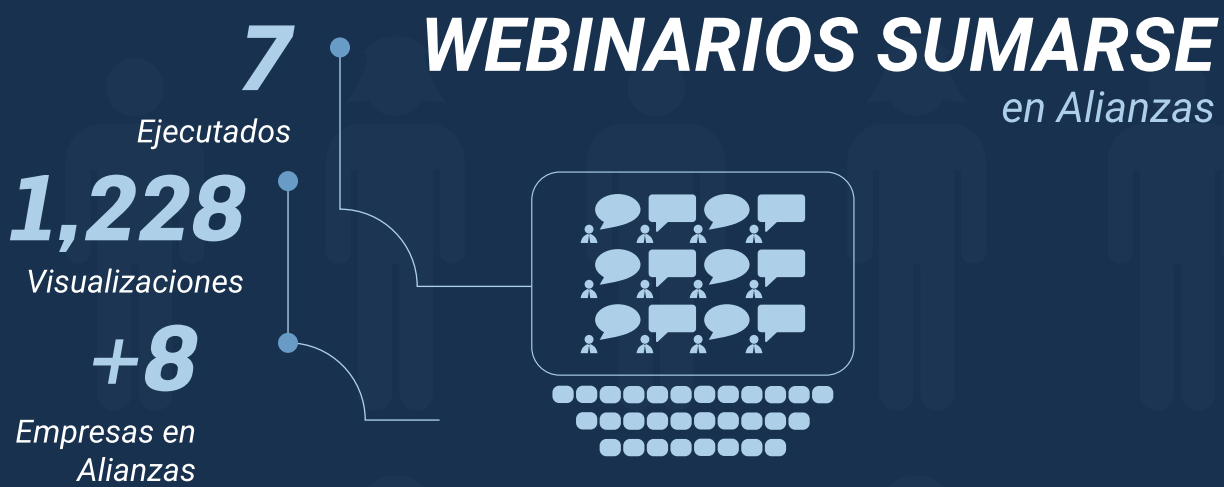 WEBINARIOS SUMARSE
en Alianzas
7
Ejecutados
1,228
Visualizaciones
+8
Empresas en
Alianzas